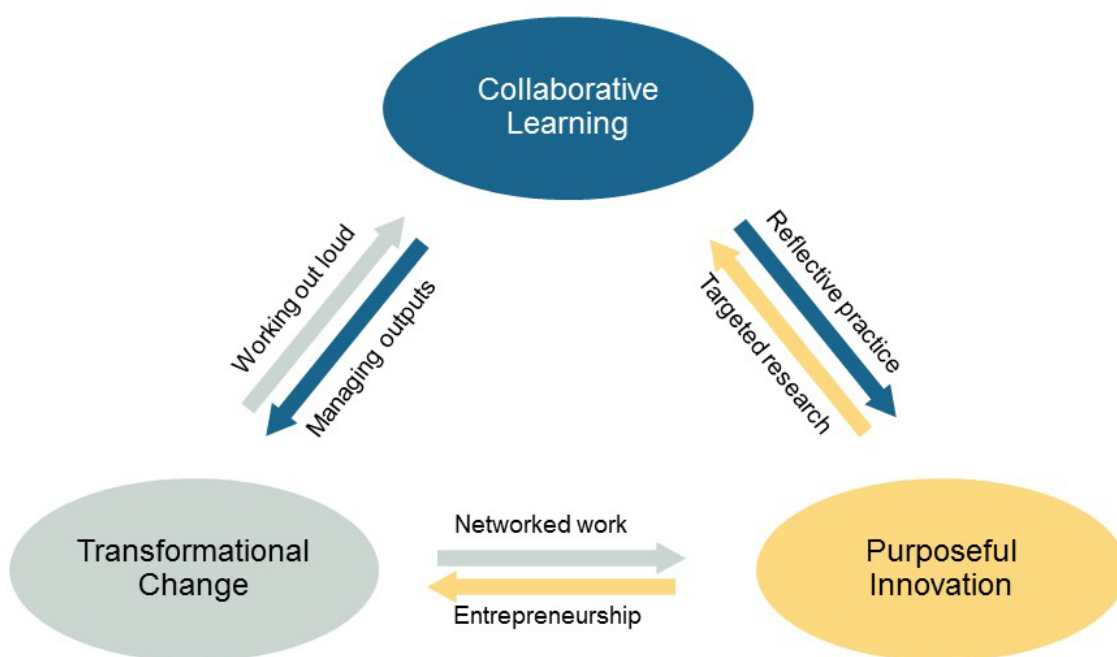 Collaborative
Learning
Working out loud
Managing outputs
Reflective practice
Targeted research
Transformational
Change
Networked work
Entrepreneurship
Purposeful
Innovation